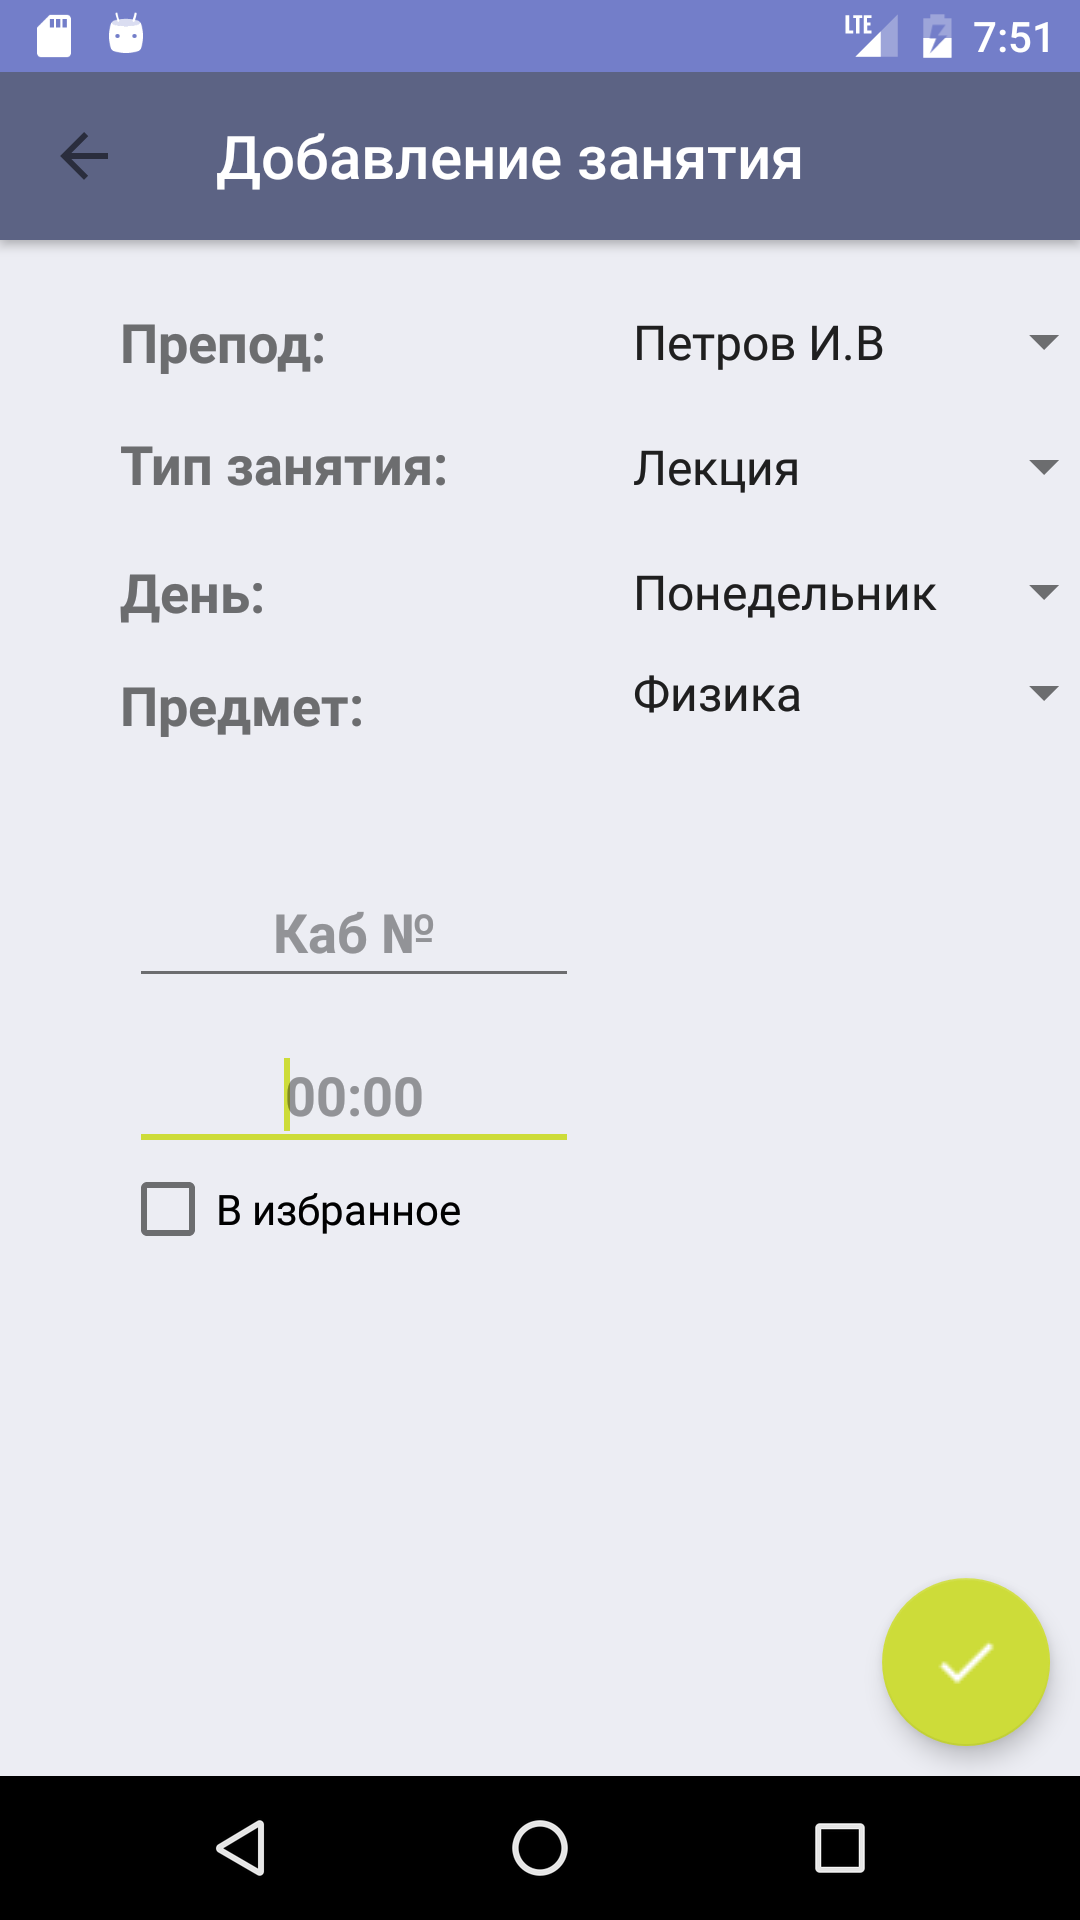 LTE 7:51
Добавление занятия
Препод: Петров И.В
Тип занятия: Лекция
День: Понедельник
Предмет: Физика
Каб №
00:00
В избранное